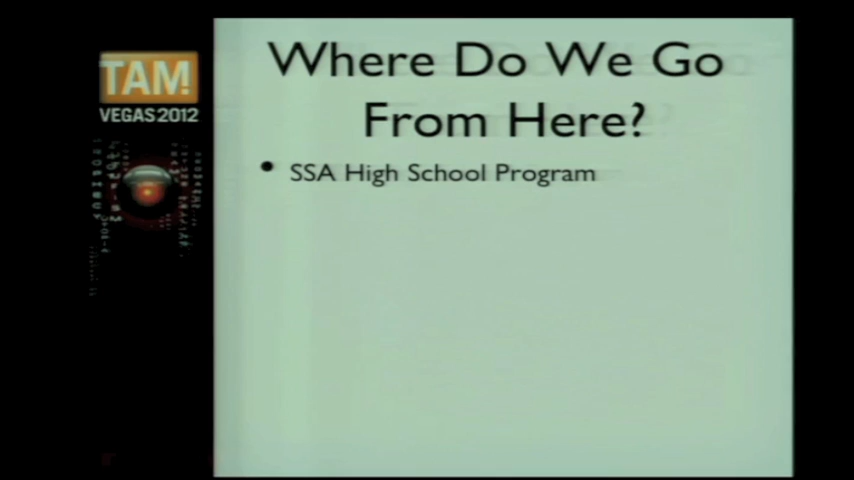 TAM!
VEGAS 2012
Where Do We Go
From Here?
• SSA High School Program